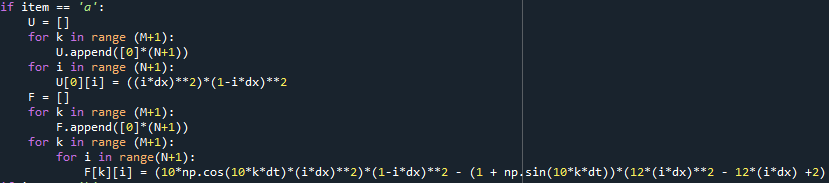 if item == 'a':
    U = []
    for k in range (M+1):
        U.append([0]*(N+1))
    for i in range (N+1):
        U[0][i] = ((i*dx)**2)*(1-i*dx)**2
    F = []
    for k in range (M+1):
        F.append([0]*(N+1))
    for k in range (M+1):
        for i in range(N+1):
            F[k][i] = (10*np.cos(10*k*dt)*(i*dx)**2)*(1-i*dx)**2 - (1 + np.sin(10*k*dt))*(12*(i*dx)**2 - 12*(i*dx) +2)